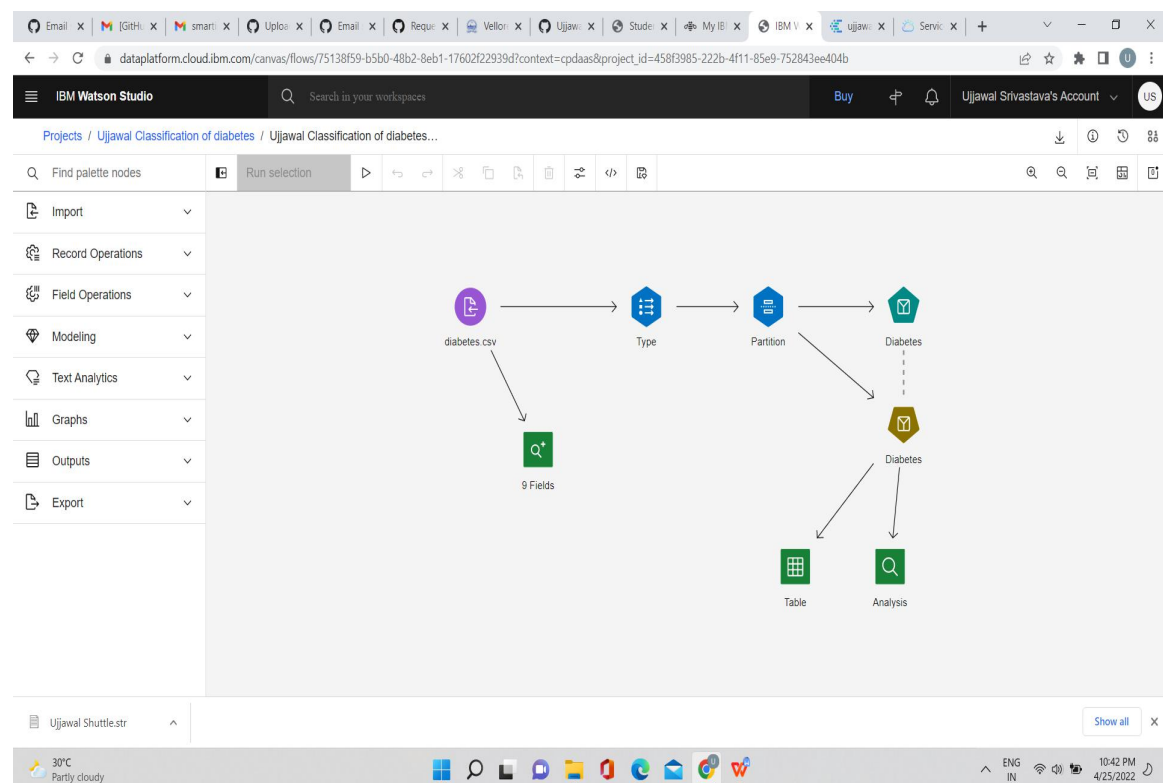 Email
[GitHu
smarti
Uploa
Email
Reque
Vellor
Ujjawa
Studer
My IB
IBM V
ujjawa
Servic
dataplatform.cloud.ibm.com/canvas/flows/75138f59-b5b0-48b2-9eb1-17602f22939d?context=cpdaas&project_id=458f3985-222b-4f11-85e9-752843ee404b
U
IBM Watson Studio
Search in your workspaces
Buy
Ujjawal Srivastava's Account
US
Projects / Ujjawal Classification of diabetes / Ujjawal Classification of diabetes...
Find palette nodes
Run selection
Import
Record Operations
Field Operations
Modeling
Text Analytics
Graphs
Outputs
Export
diabetes.csv
Type
Partition
Diabetes
9 Fields
Diabetes
Table
Analysis
Ujjawal Shuttle.str
Show all
30°C
Partly cloudy
ENG
IN
10:42 PM
4/25/2022